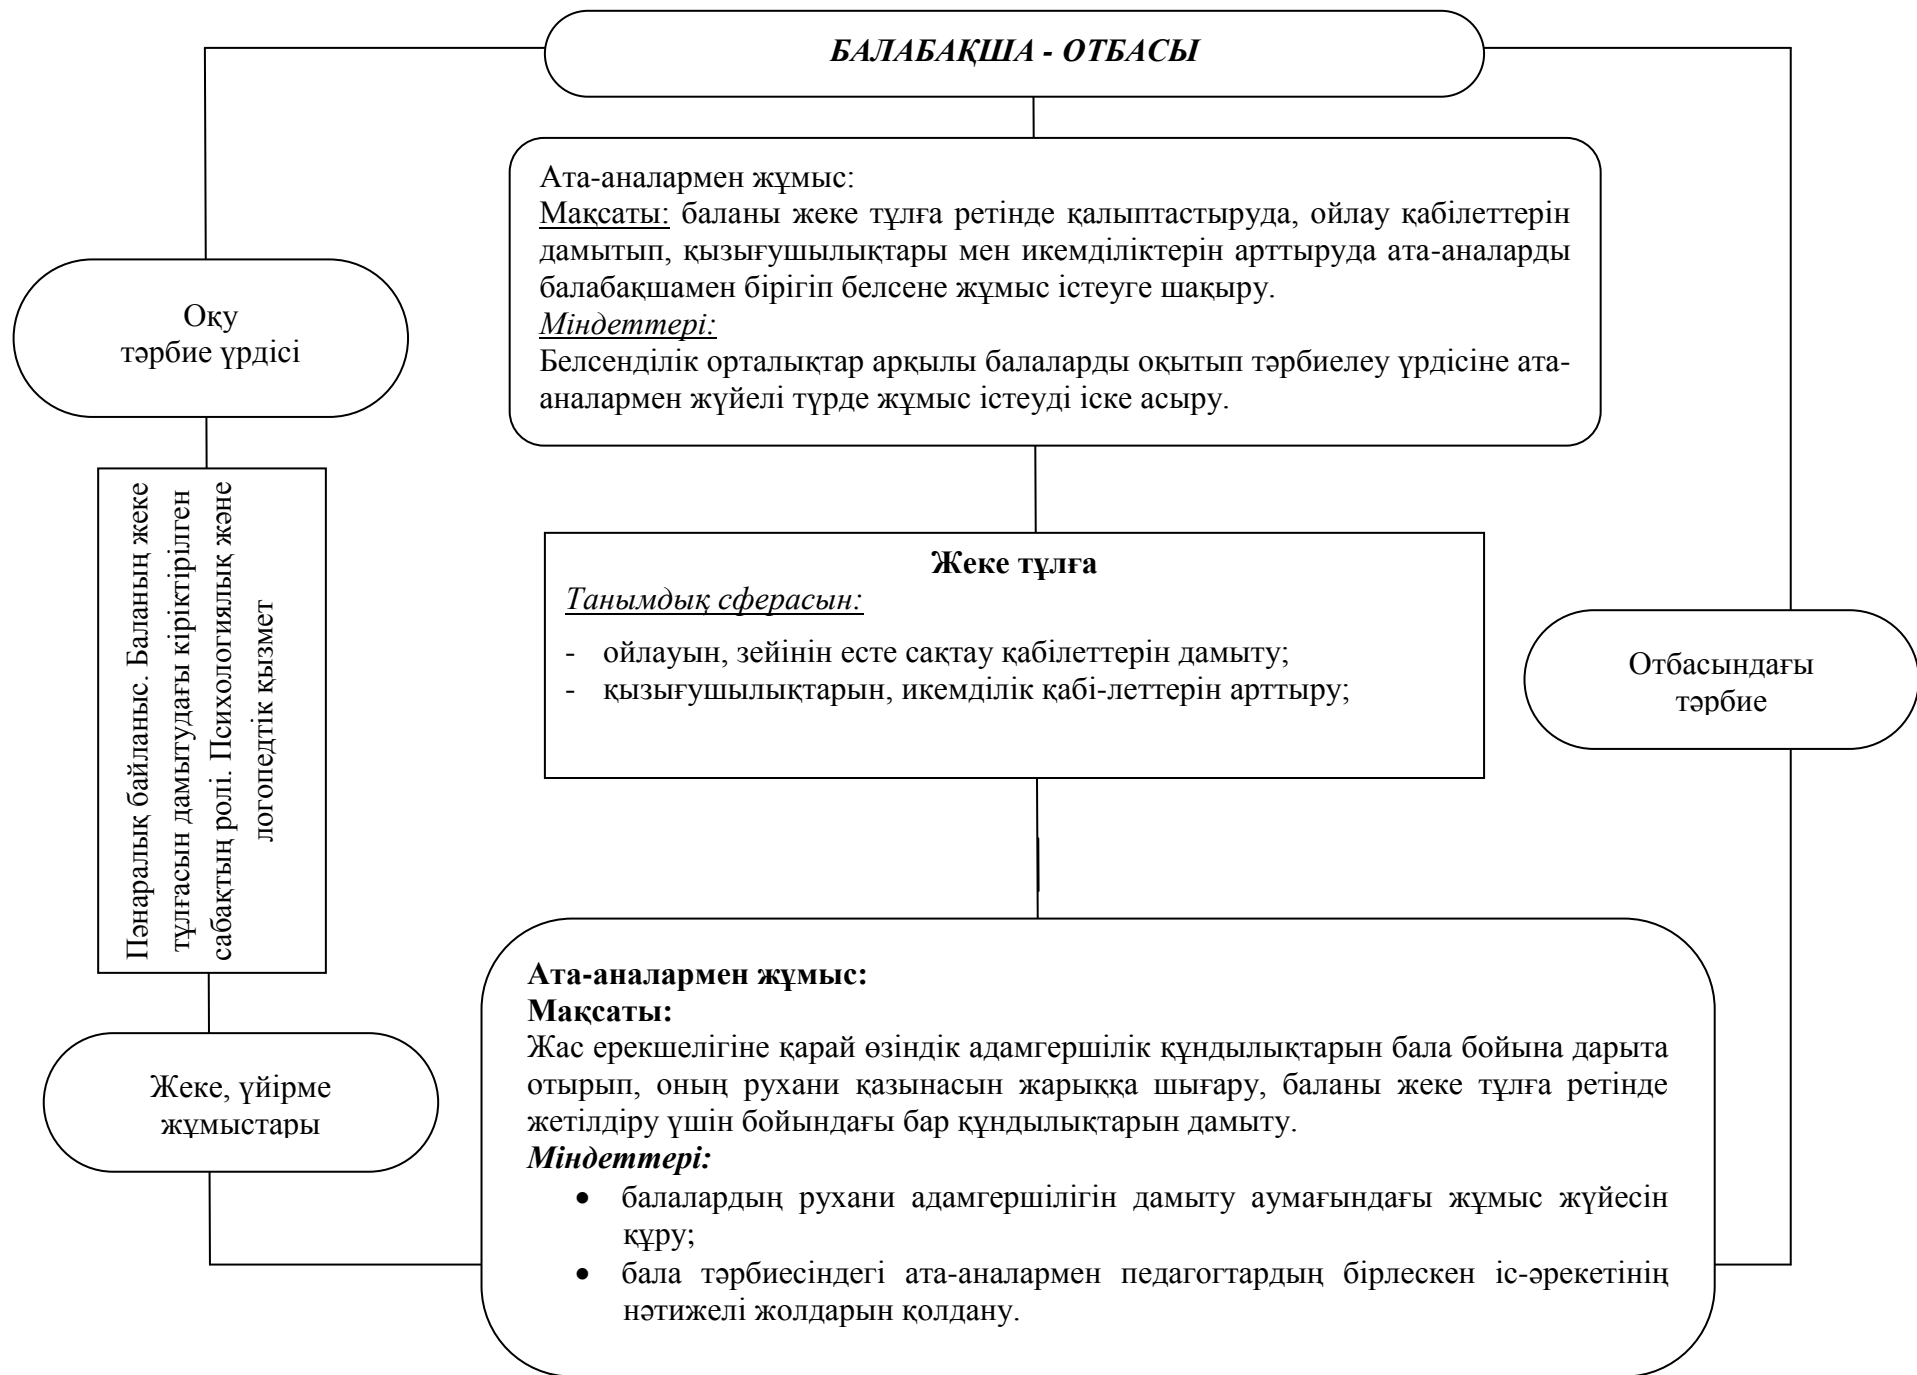 БАЛАБАҚША - ОТБАСЫ
Ата-аналармен жұмыс:
Мақсаты: баланы жеке тұлға ретінде қалыптастыруда, ойлау қабілеттерін
дамытып, қызығушылықтары мен икемділіктерін арттыруда ата-аналарды
балабақшамен бірігіп белсене жұмыс істеуге шақыру.
Міндеттері:
Белсенділік орталықтар арқылы балаларды оқытып тәрбиелеу үрдісіне ата-
аналармен жүйелі түрде жұмыс істеуді іске асыру.
Оқу
тәрбие үрдісі
Пәнаралық байланыс. Баланың жеке
тұлғасын дамытудағы кіріктірілген
сабақтың ролі. Психологиялық және
логопедтік қызмет
Жеке тұлға
Танымдық сферасын:
- ойлауын, зейінін есте сақтау қабілеттерін дамыту;
- қызығушылықтарын, икемділік қабі-леттерін арттыру;
Отбасындағы
тәрбие
Жеке, үйірме
жұмыстары
Ата-аналармен жұмыс:
Мақсаты:
Жас ерекшелігіне қарай өзіндік адамгершілік құндылықтарын бала бойына дарыта
отырып, оның рухани қазынасын жарыққа шығару, баланы жеке тұлға ретінде
жетілдіру үшін бойындағы бар құндылықтарын дамыту.
Міндеттері:
• балалардың рухани адамгершілігін дамыту аумағындағы жұмыс жүйесін
құру;
• бала тәрбиесіндегі ата-аналармен педагогтардың бірлескен іс-әрекетінің
нәтижелі жолдарын қолдану.